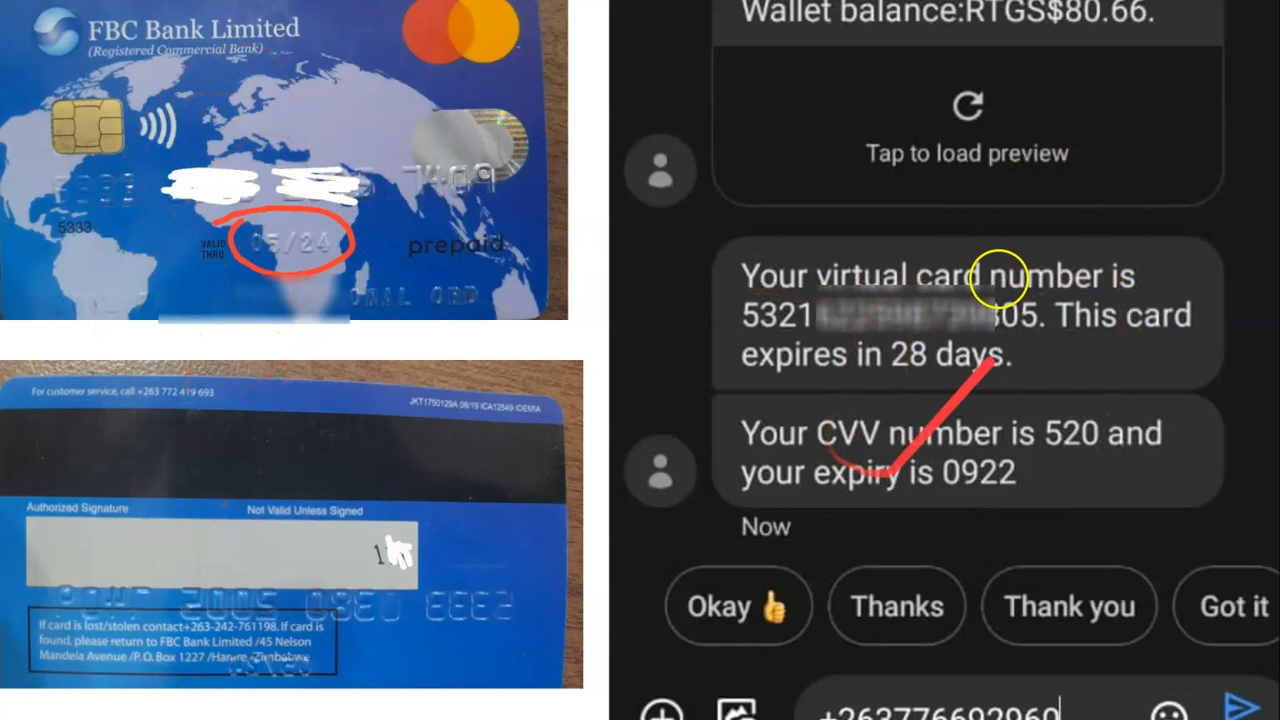 FBC Bank Limited
(Registered Commercial Bank)
7409
5333
VALID
THRU
/24
prepaid
For customer service, call +263 772 419 693
JKT1750129A 08/19 ICA12549 IDEMIA
Authorized Signature Not Valid Unless Signed
1
If card is lost/stolen contact+263-242-761198. If card is
found, please return to FBC Bank Limited /45 Nelson
Mandela Avenue /P.O. Box 1227 /Harare /Zimbabwe
Wallet balance:RTGS$80.66.
Tap to load preview
Your virtual card number is
5321 05. This card
expires in 28 days.
Your CVV number is 520 and
your expiry is 0922
Now
Okay 👍 Thanks Thank you Got it
+263776692960